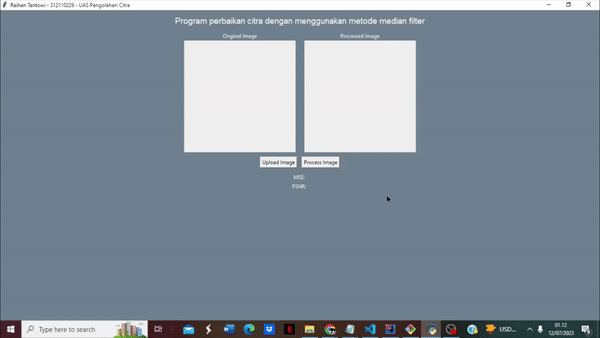 Raihan Tantowi - 312110229 - UAS Pengolahan Citra
Program perbaikan citra dengan menggunakan metode median filter
Original Image
Processed Image
Upload Image
Process Image
MSE:
PSNR:
Type here to search
USD...
01.12
12/07/2023